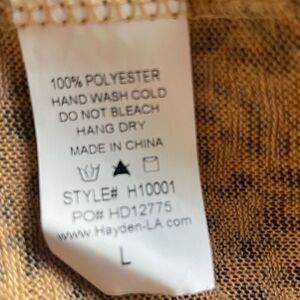 100% POLYESTER
HAND WASH COLD
DO NOT BLEACH
HANG DRY
MADE IN CHINA
STYLE# H10001
PO# HD12775
www.Hayden-LA.com
L